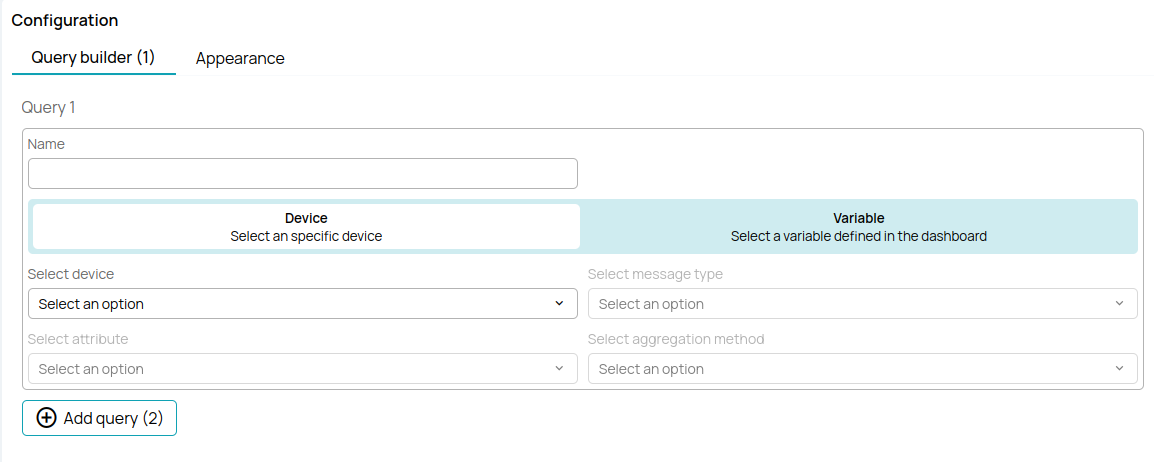 Configuration
Query builder (1) Appearance
Query 1
Name
Device Variable
Select an specific device Select a variable defined in the dashboard
Select device Select message type
Select an option Select an option
Select attribute Select aggregation method
Select an option Select an option
Add query (2)